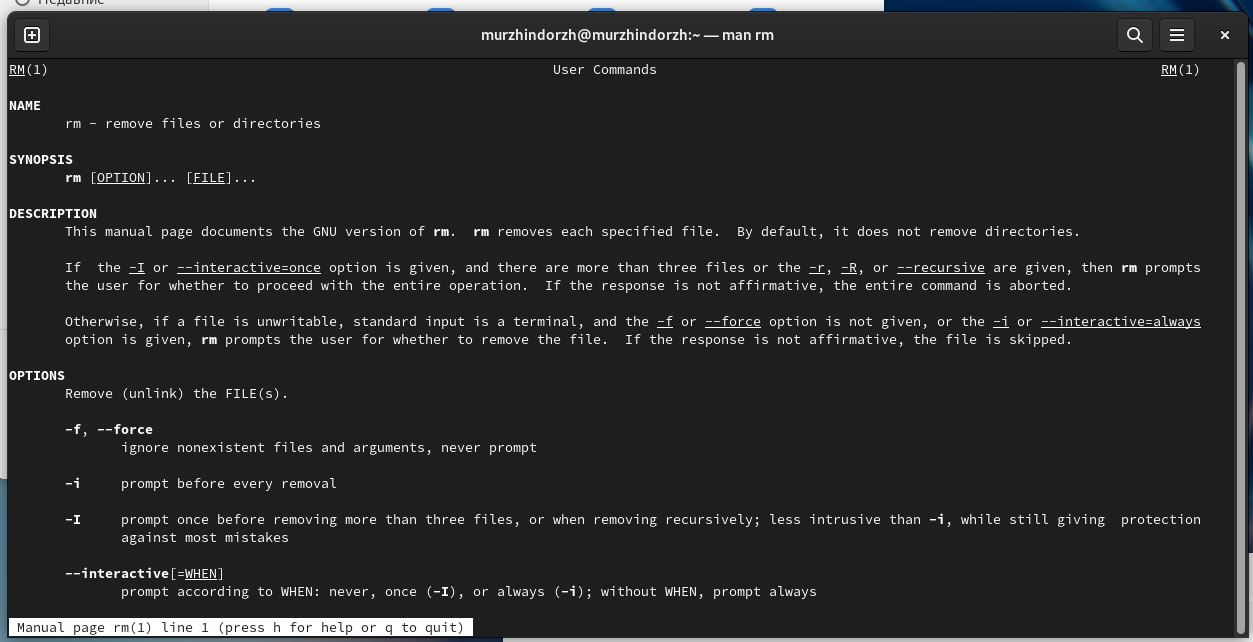 Недавние
murzhindorzh@murzhindorzh:~ — man rm
RM(1) User Commands RM(1)
NAME
rm - remove files or directories
SYNOPSIS
rm [OPTION]... [FILE]...
DESCRIPTION
This manual page documents the GNU version of rm. rm removes each specified file. By default, it does not remove directories.
If the -I or --interactive=once option is given, and there are more than three files or the -r, -R, or --recursive are given, then rm prompts
the user for whether to proceed with the entire operation. If the response is not affirmative, the entire command is aborted.
Otherwise, if a file is unwritable, standard input is a terminal, and the -f or --force option is not given, or the -i or --interactive=always
option is given, rm prompts the user for whether to remove the file. If the response is not affirmative, the file is skipped.
OPTIONS
Remove (unlink) the FILE(s).
-f, --force
ignore nonexistent files and arguments, never prompt
-i prompt before every removal
-I prompt once before removing more than three files, or when removing recursively; less intrusive than -i, while still giving protection
against most mistakes
--interactive[=WHEN]
prompt according to WHEN: never, once (-I), or always (-i); without WHEN, prompt always
Manual page rm(1) line 1 (press h for help or q to quit)